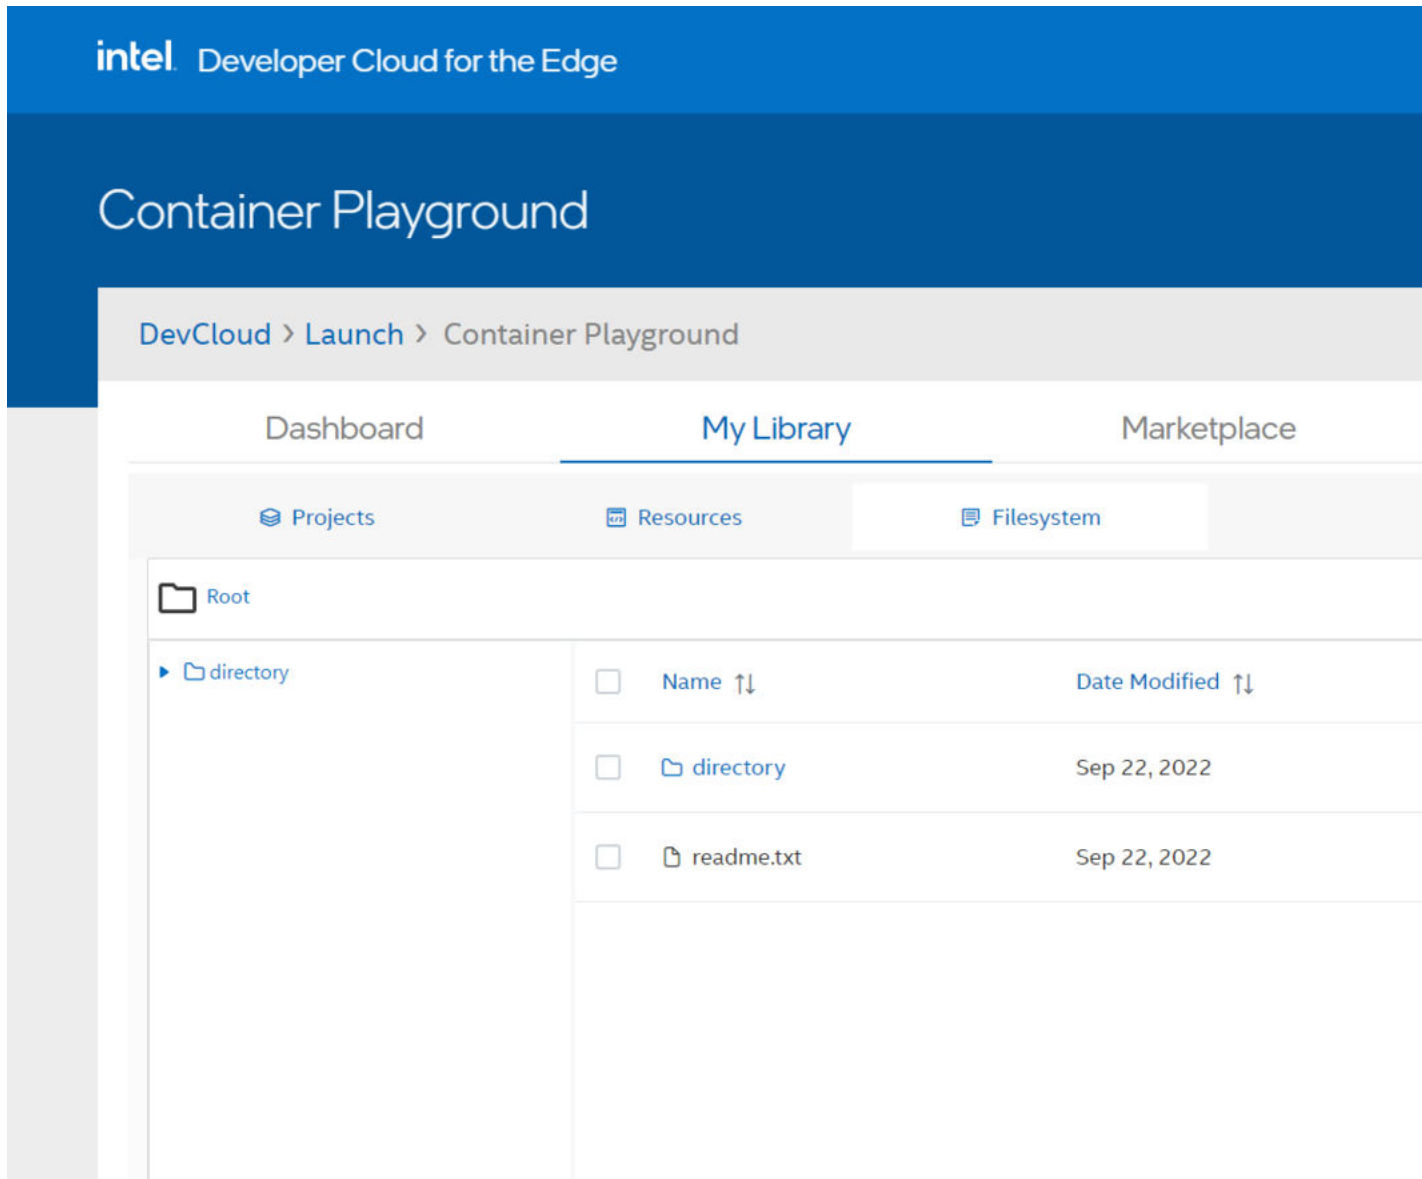 intel. Developer Cloud for the Edge
Container Playground
DevCloud > Launch > Container Playground
Dashboard My Library Marketplace
Projects Resources Filesystem
Root
directory
Name ↑↓ Date Modified ↑↓
directory Sep 22, 2022
readme.txt Sep 22, 2022